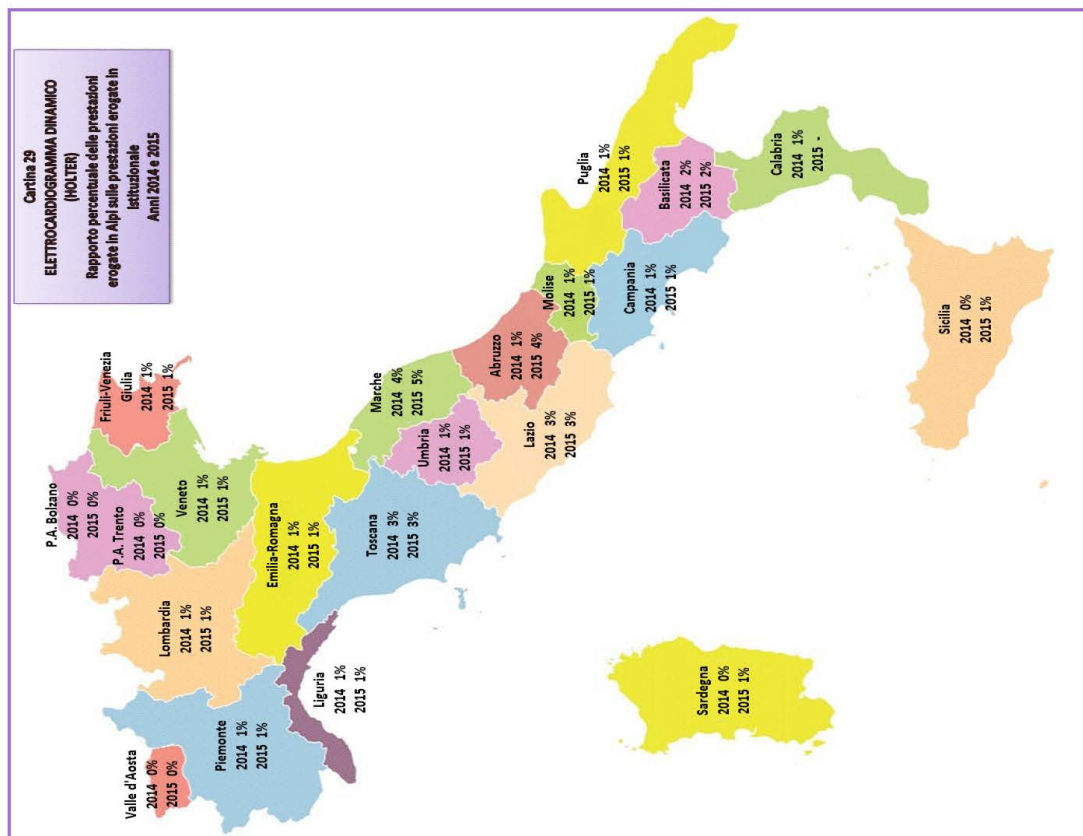 Cartina 29
ELETTROCARDIOGRAMMA DINAMICO
(HOLTER)
Rapporto percentuale delle prestazioni
erogate in Alpi sulle prestazioni erogate in
istituzionale
Anni 2014 e 2015
Valle d'Aosta
2014 0%
2015 0%
Piemonte
2014 1%
2015 1%
Liguria
2014 1%
2015 1%
Lombardia
2014 1%
2015 1%
P.A. Bolzano
2014 0%
2015 0%
P.A. Trento
2014 0%
2015 0%
Veneto
2014 1%
2015 1%
Friuli-Venezia
Giulia
2014 1%
2015 1%
Emilia-Romagna
2014 1%
2015 1%
Toscana
2014 3%
2015 3%
Marche
2014 4%
2015 5%
Umbria
2014 1%
2015 1%
Lazio
2014 3%
2015 3%
Abruzzo
2014 1%
2015 4%
Molise
2014 1%
2015 1%
Campania
2014 1%
2015 1%
Puglia
2014 1%
2015 1%
Basilicata
2014 2%
2015 2%
Calabria
2014 1%
2015 -
Sicilia
2014 0%
2015 1%
Sardegna
2014 0%
2015 1%